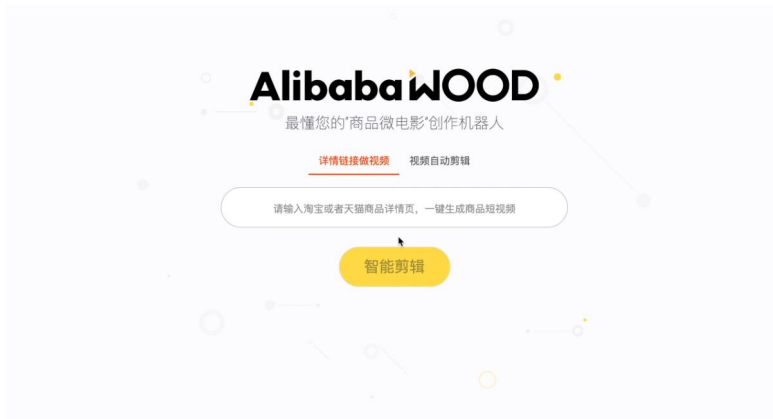 Alibaba WOOD
最懂您的"商品微电影"创作机器人
详情链接做视频 视频自动剪辑
请输入淘宝或者天猫商品详情页，一键生成商品短视频
智能剪辑